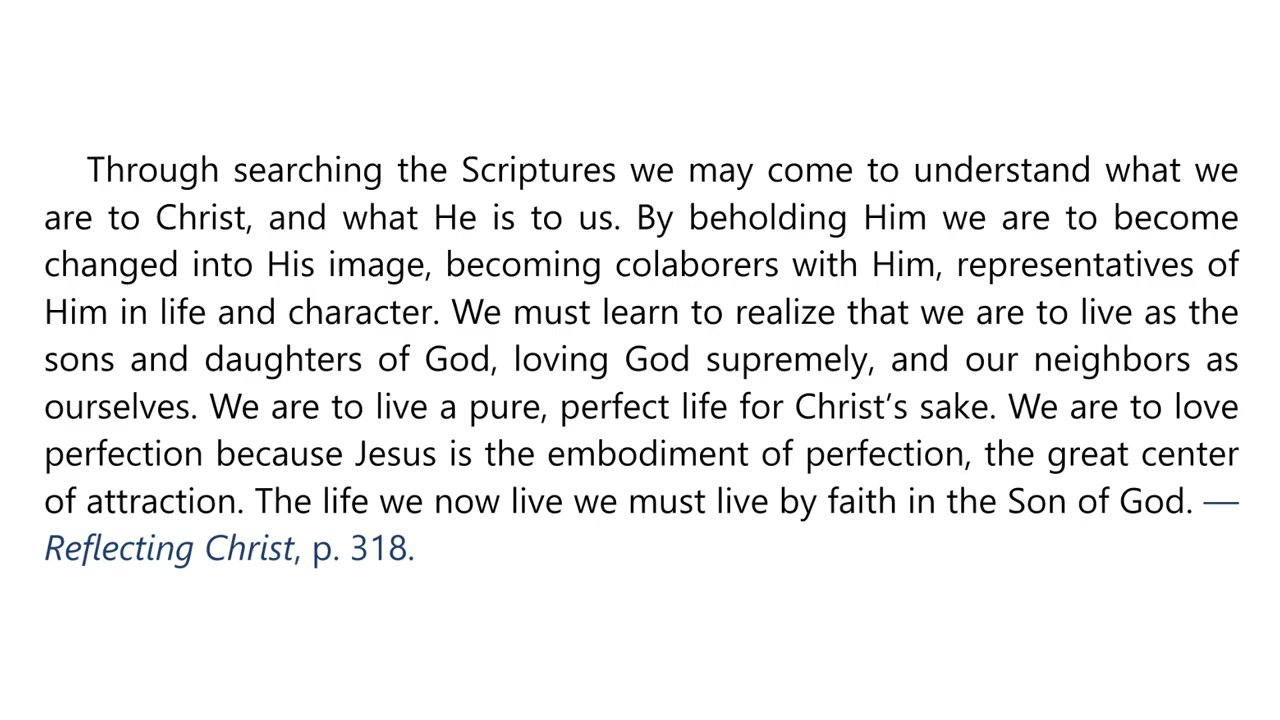 Through searching the Scriptures we may come to understand what we
are to Christ, and what He is to us. By beholding Him we are to become
changed into His image, becoming colaborers with Him, representatives of
Him in life and character. We must learn to realize that we are to live as the
sons and daughters of God, loving God supremely, and our neighbors as
ourselves. We are to live a pure, perfect life for Christ’s sake. We are to love
perfection because Jesus is the embodiment of perfection, the great center
of attraction. The life we now live we must live by faith in the Son of God. —
Reflecting Christ, p. 318.